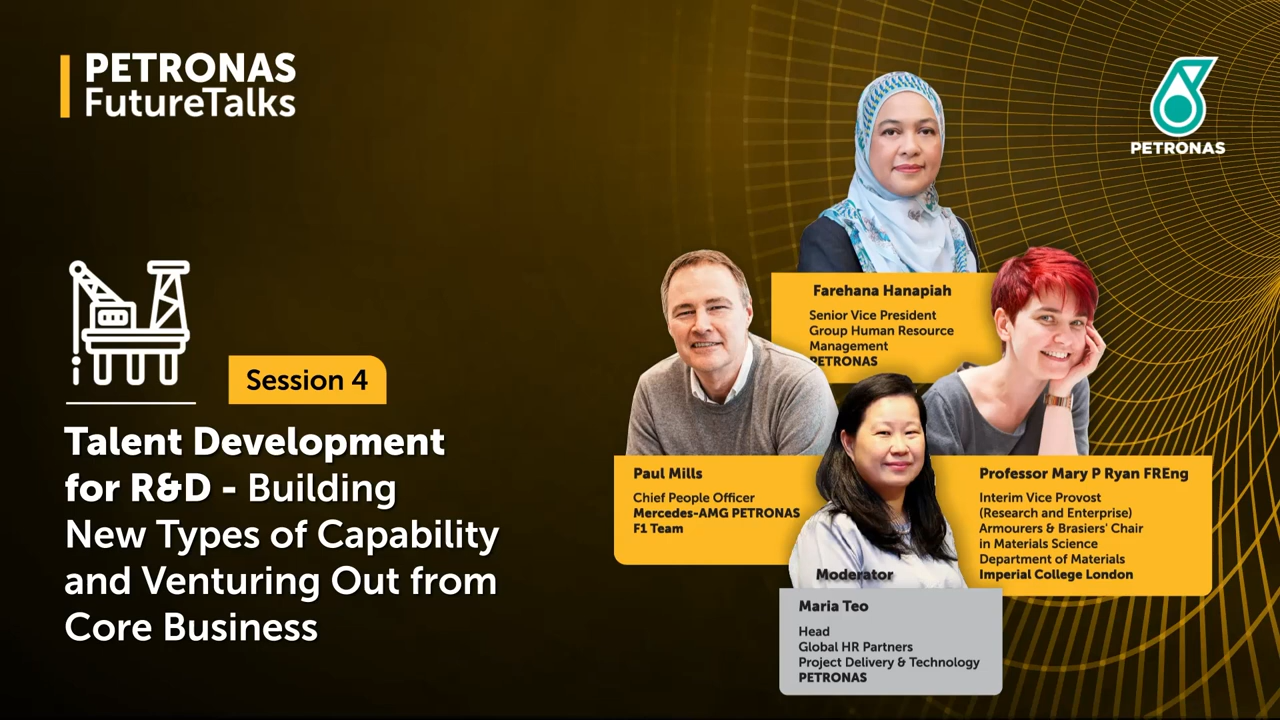 PETRONAS
FutureTalks
PETRONAS
Session 4
Talent Development
for R&D - Building
New Types of Capability
and Venturing Out from
Core Business
Farehana Hanapiah
Senior Vice President
Group Human Resource
Management
PETRONAS
Paul Mills
Chief People Officer
Mercedes-AMG PETRONAS
F1 Team
Professor Mary P Ryan FREng
Interim Vice Provost
(Research and Enterprise)
Armourers & Brasiers' Chair
in Materials Science
Department of Materials
Imperial College London
Moderator
Maria Teo
Head
Global HR Partners
Project Delivery & Technology
PETRONAS